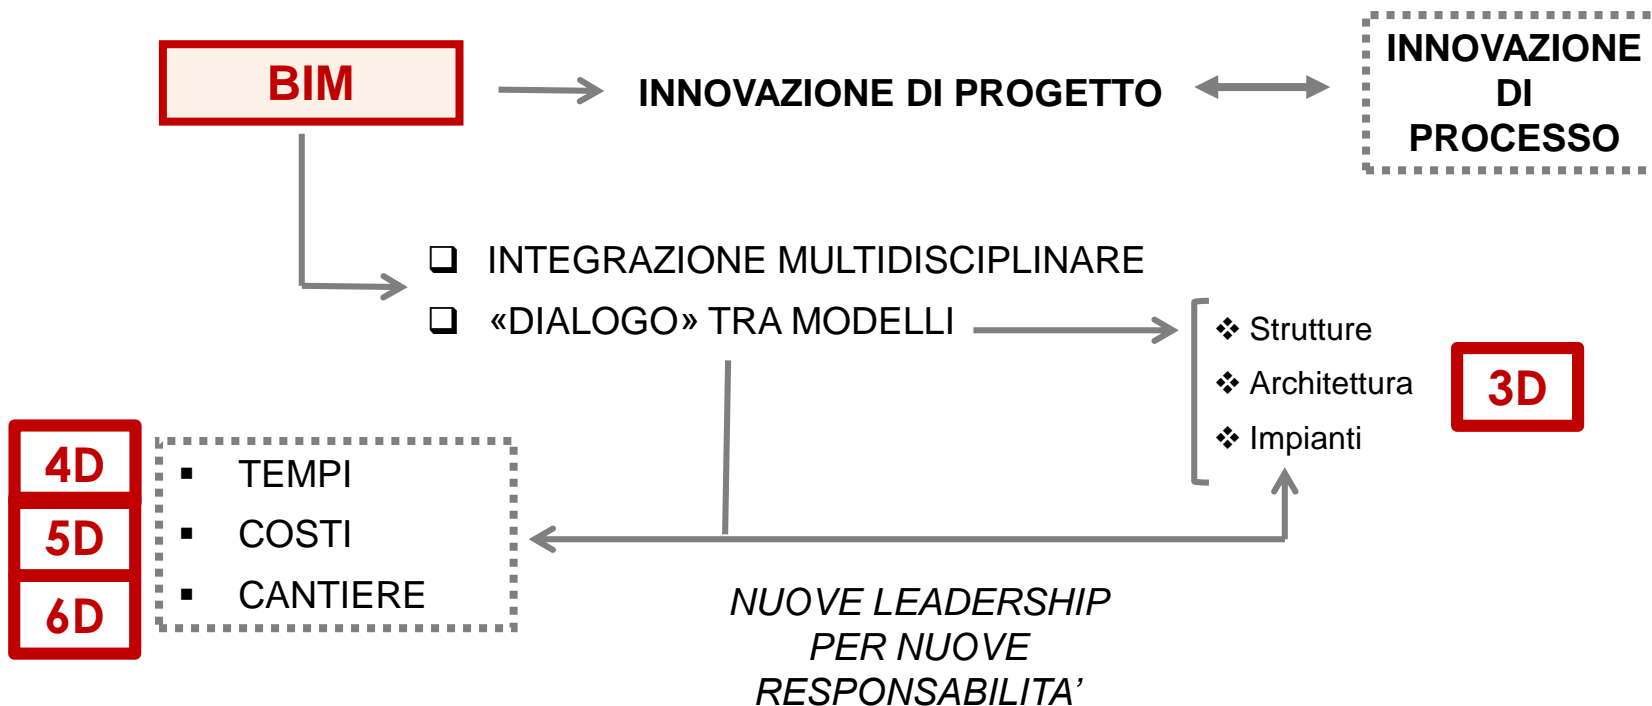 BIM
INNOVAZIONE DI PROGETTO
INNOVAZIONE
DI
PROCESSO
❑ INTEGRAZIONE MULTIDISCIPLINARE
❑ «DIALOGO» TRA MODELLI
❖ Strutture
❖ Architettura
❖ Impianti
3D
4D
5D
6D
▪ TEMPI
▪ COSTI
▪ CANTIERE
NUOVE LEADERSHIP
PER NUOVE
RESPONSABILITA’